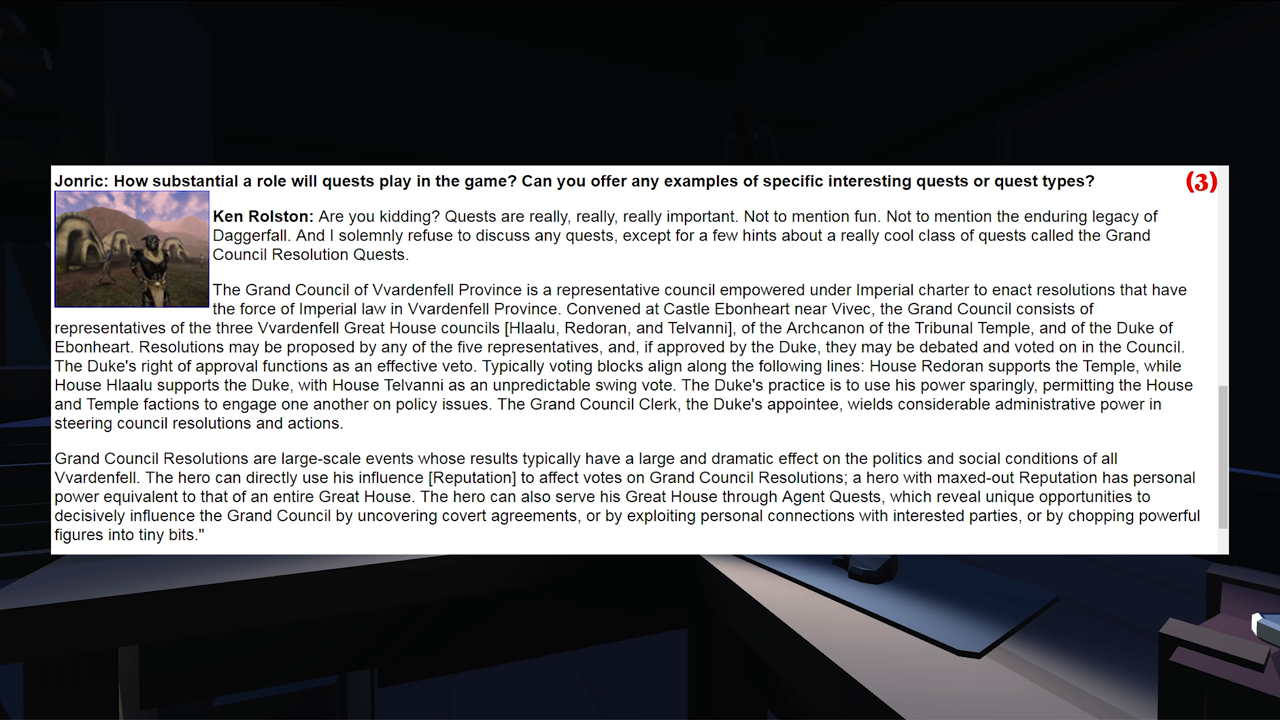 Jonric: How substantial a role will quests play in the game? Can you offer any examples of specific interesting quests or quest types?
(3)
Ken Rolston: Are you kidding? Quests are really, really, really important. Not to mention fun. Not to mention the enduring legacy of
Daggerfall. And I solemnly refuse to discuss any quests, except for a few hints about a really cool class of quests called the Grand
Council Resolution Quests.
The Grand Council of Vvardenfell Province is a representative council empowered under Imperial charter to enact resolutions that have
the force of Imperial law in Vvardenfell Province. Convened at Castle Ebonheart near Vivec, the Grand Council consists of
representatives of the three Vvardenfell Great House councils [Hlaalu, Redoran, and Telvanni], of the Archcanon of the Tribunal Temple, and of the Duke of
Ebonheart. Resolutions may be proposed by any of the five representatives, and, if approved by the Duke, they may be debated and voted on in the Council.
The Duke's right of approval functions as an effective veto. Typically voting blocks align along the following lines: House Redoran supports the Temple, while
House Hlaalu supports the Duke, with House Telvanni as an unpredictable swing vote. The Duke's practice is to use his power sparingly, permitting the House
and Temple factions to engage one another on policy issues. The Grand Council Clerk, the Duke's appointee, wields considerable administrative power in
steering council resolutions and actions.
Grand Council Resolutions are large-scale events whose results typically have a large and dramatic effect on the politics and social conditions of all
Vvardenfell. The hero can directly use his influence [Reputation] to affect votes on Grand Council Resolutions; a hero with maxed-out Reputation has personal
power equivalent to that of an entire Great House. The hero can also serve his Great House through Agent Quests, which reveal unique opportunities to
decisively influence the Grand Council by uncovering covert agreements, or by exploiting personal connections with interested parties, or by chopping powerful
figures into tiny bits."